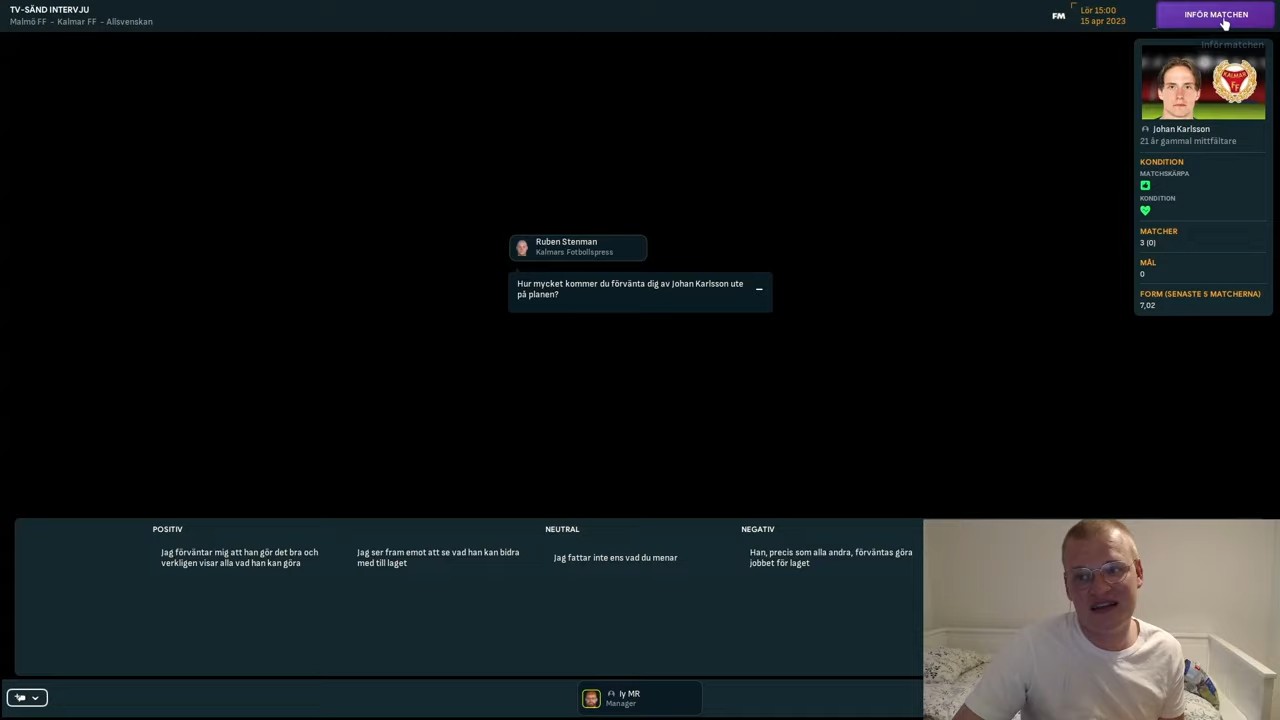 TV-SÄND INTERVJU
Malmö FF - Kalmar FF - Allsvenskan
FM
Lör 15:00
15 apr 2023
INFÖR MATCHEN
Inför matchen
KALMAR
FF
Johan Karlsson
21 år gammal mittfältare
KONDITION
MATCHSKÄRPA
KONDITION
MATCHER
3 (0)
MÅL
0
FORM (SENASTE 5 MATCHERNA)
7,02
Ruben Stenman
Kalmars Fotbollspress
Hur mycket kommer du förvänta dig av Johan Karlsson ute
på planen?
POSITIV
NEUTRAL
NEGATIV
Jag förväntar mig att han gör det bra och
verkligen visar alla vad han kan göra
Jag ser fram emot att se vad han kan bidra
med till laget
Jag fattar inte ens vad du menar
Han, precis som alla andra, förväntas göra
jobbet för laget
Iy MR
Manager